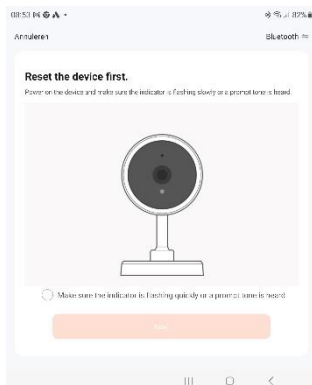 08:53
82%
Annuleren
Bluetooth
Reset the device first.
Power on the device and make sure the indicator is flashing slowly or a prompt tone is heard.
Make sure the indicator is flashing quickly or a prompt tone is heard